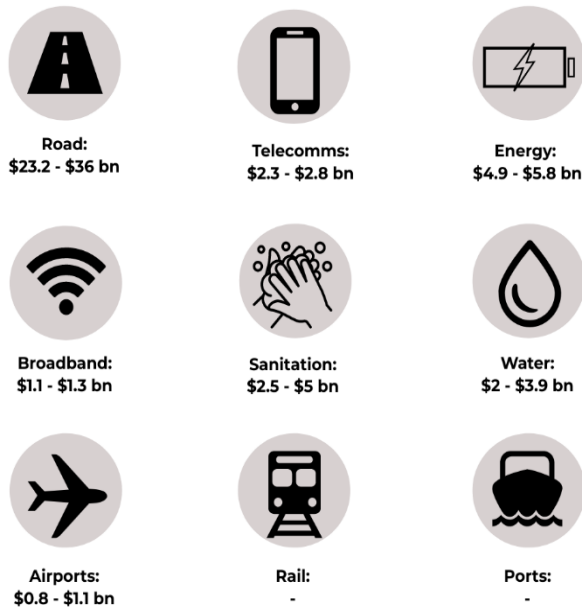 Road:
$23.2 - $36 bn
Telecomms:
$2.3 - $2.8 bn
Energy:
$4.9 - $5.8 bn
Broadband:
$1.1 - $1.3 bn
Sanitation:
$2.5 - $5 bn
Water:
$2 - $3.9 bn
Airports:
$0.8 - $1.1 bn
Rail:
-
Ports:
-